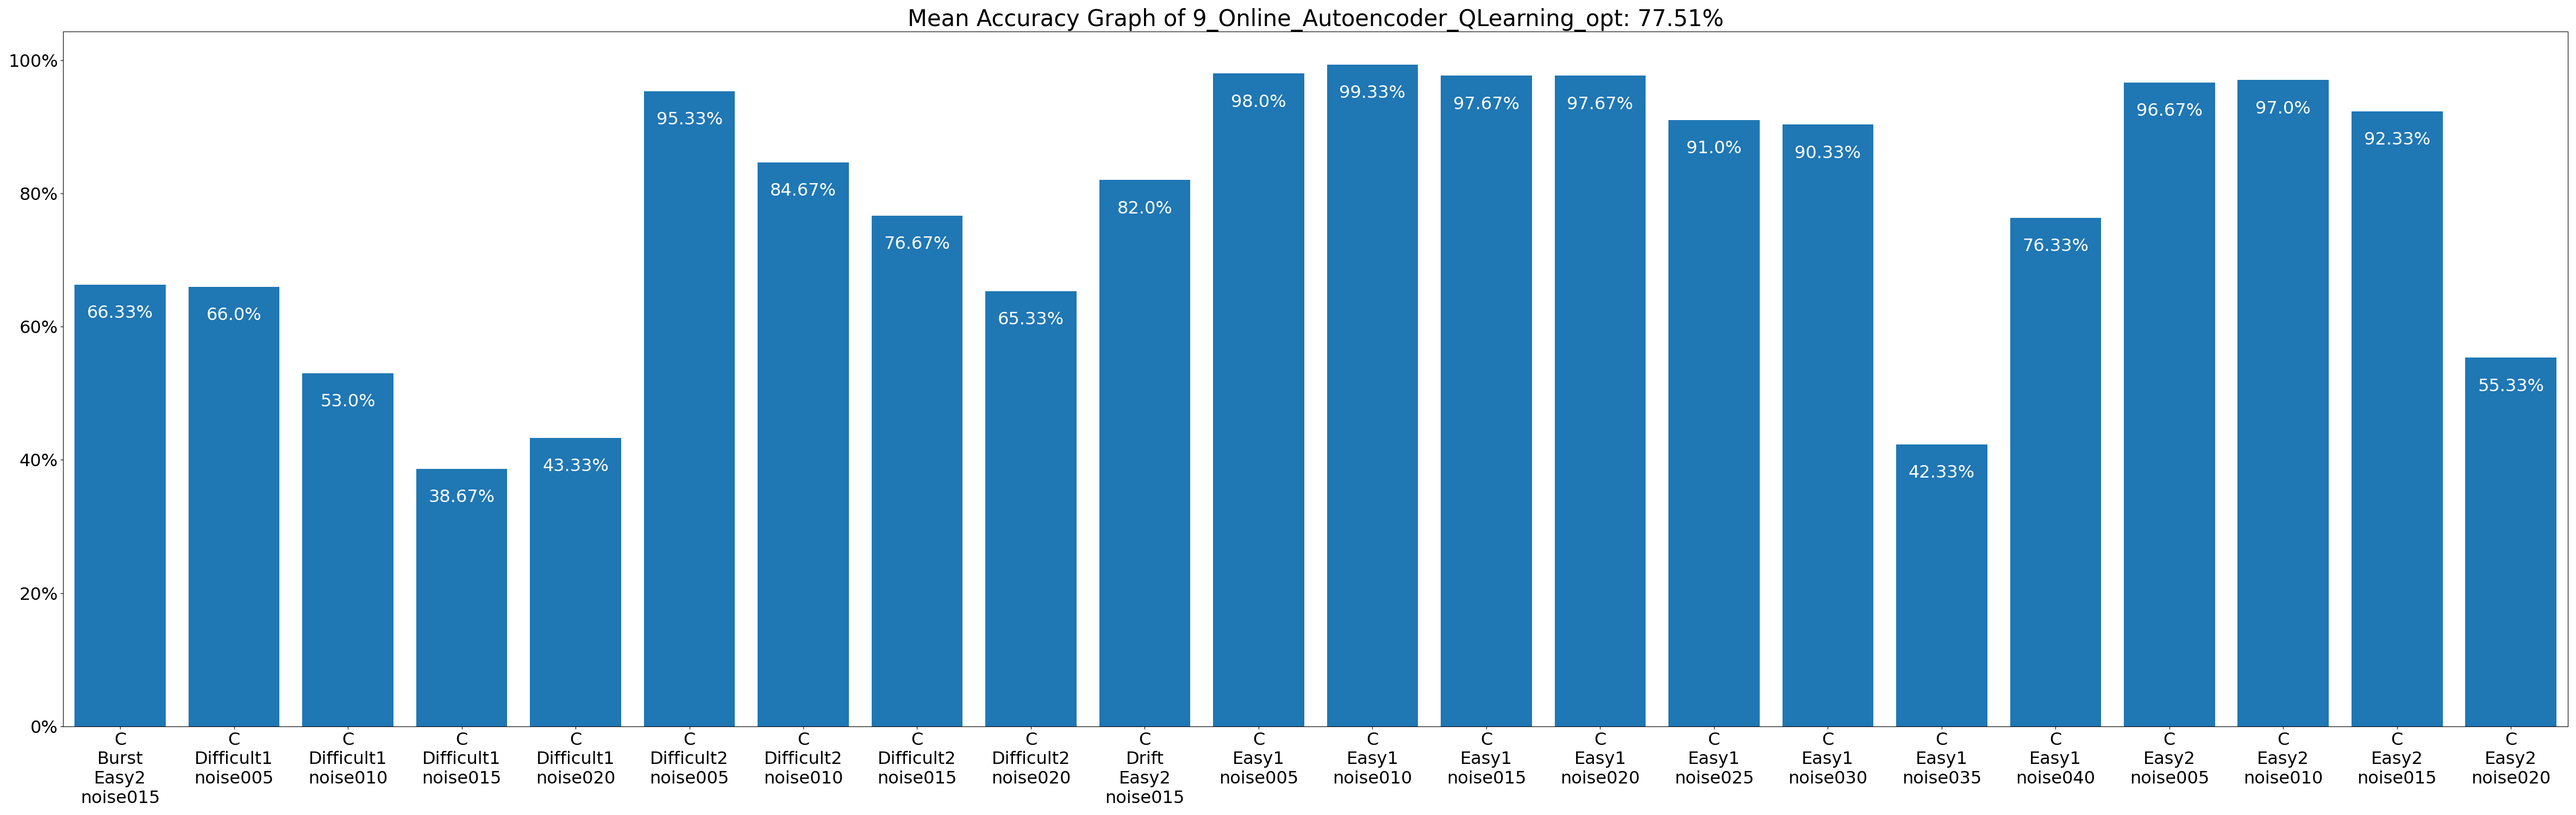 Mean Accuracy Graph of 9_Online_Autoencoder_QLearning_opt: 77.51%
100%
80%
60%
40%
20%
0%
66.33%
66.0%
53.0%
38.67%
43.33%
95.33%
84.67%
76.67%
65.33%
82.0%
98.0%
99.33%
97.67%
97.67%
91.0%
90.33%
42.33%
76.33%
96.67%
97.0%
92.33%
55.33%
C
Burst
Easy2
noise015
C
Difficult1
noise005
C
Difficult1
noise010
C
Difficult1
noise015
C
Difficult1
noise020
C
Difficult2
noise005
C
Difficult2
noise010
C
Difficult2
noise015
C
Difficult2
noise020
C
Drift
Easy2
noise015
C
Easy1
noise005
C
Easy1
noise010
C
Easy1
noise015
C
Easy1
noise020
C
Easy1
noise025
C
Easy1
noise030
C
Easy1
noise035
C
Easy1
noise040
C
Easy2
noise005
C
Easy2
noise010
C
Easy2
noise015
C
Easy2
noise020